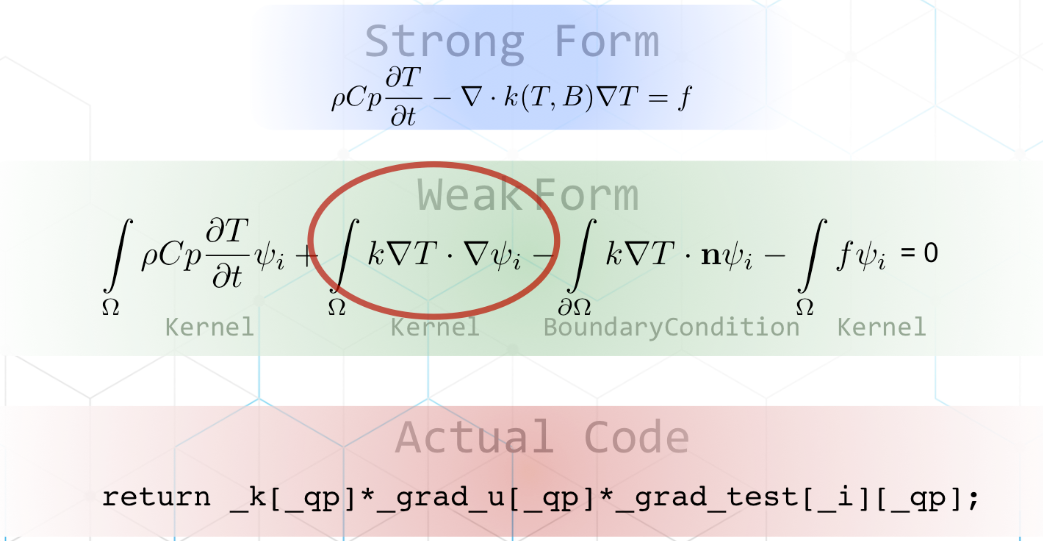 Strong Form
ρCp ∂T/∂t − ∇ · k(T, B)∇T = f
Weak Form
∫_Ω ρCp ∂T/∂t ψ_i + ∫_Ω k∇T · ∇ψ_i − ∫_∂Ω k∇T · **n**ψ_i − ∫_Ω fψ_i = 0
Kernel Kernel BoundaryCondition Kernel
Actual Code
return _k[_qp]*_grad_u[_qp]*_grad_test[_i][_qp];